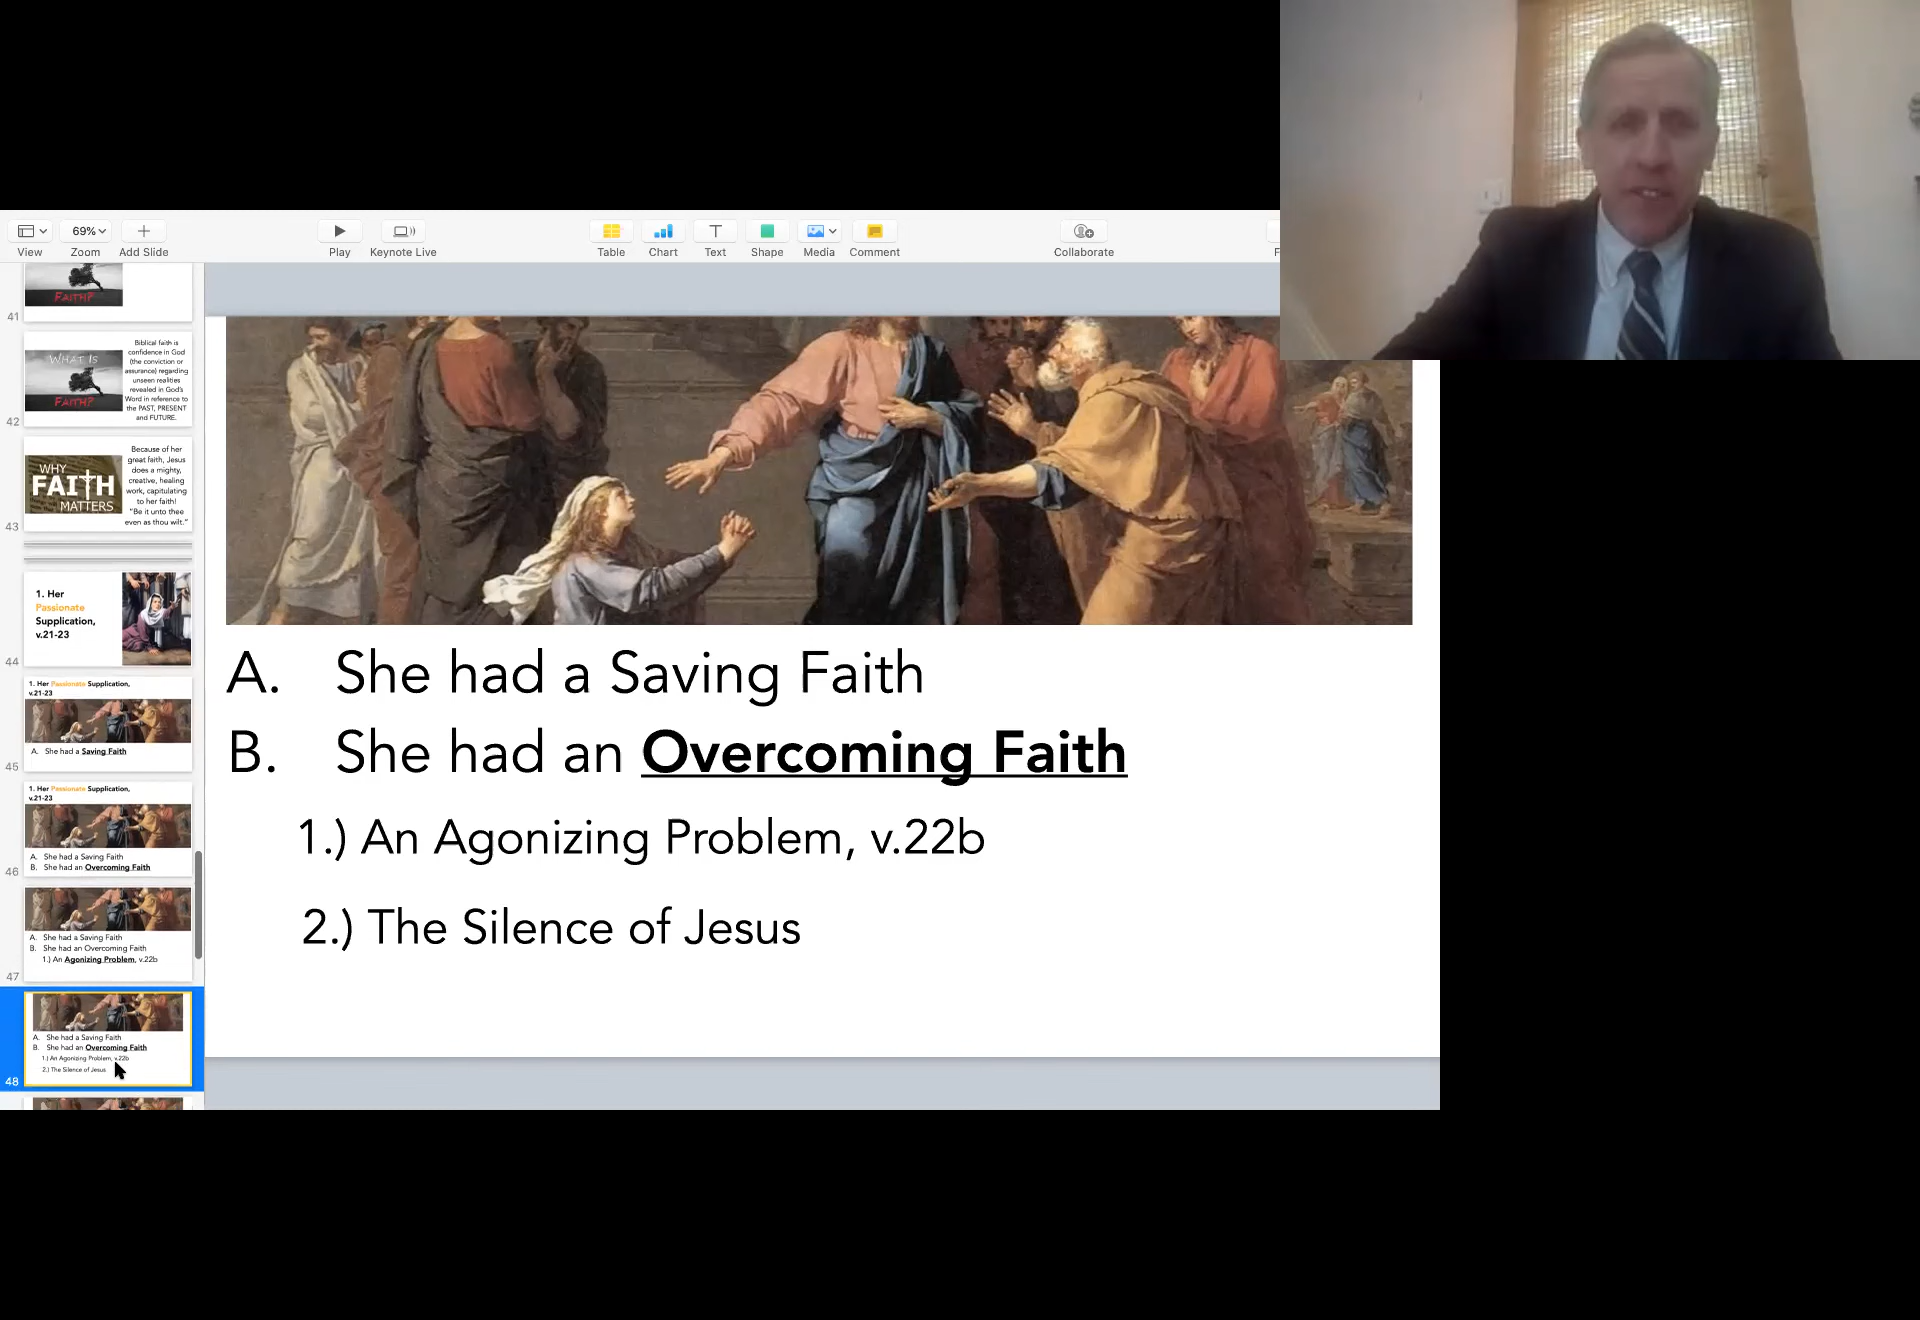 69%
View
Zoom
Add Slide
Play
Keynote Live
Table
Chart
Text
Shape
Media
Comment
Collaborate
FAITH?
41
WHAT IS
FAITH?
Biblical faith is
confidence in God
(the conviction or
assurance) regarding
unseen realities
revealed in God's
Word in reference to
the PAST, PRESENT
and FUTURE.
42
WHY
FAITH
MATTERS
Because of her
great faith, Jesus
does a mighty,
creative, healing
work, capitulating
to her faith!
"Be it unto thee
even as thou wilt."
43
1. Her
Passionate
Supplication,
v.21-23
44
1. Her Passionate Supplication,
v.21-23
A. She had a Saving Faith
45
1. Her Passionate Supplication,
v.21-23
A. She had a Saving Faith
B. She had an Overcoming Faith
46
A. She had a Saving Faith
B. She had an Overcoming Faith
1.) An Agonizing Problem, v.22b
47
A. She had a Saving Faith
B. She had an Overcoming Faith
1.) An Agonizing Problem, v.22b
2.) The Silence of Jesus
48
A. She had a Saving Faith
B. She had an Overcoming Faith
1.) An Agonizing Problem, v.22b
2.) The Silence of Jesus